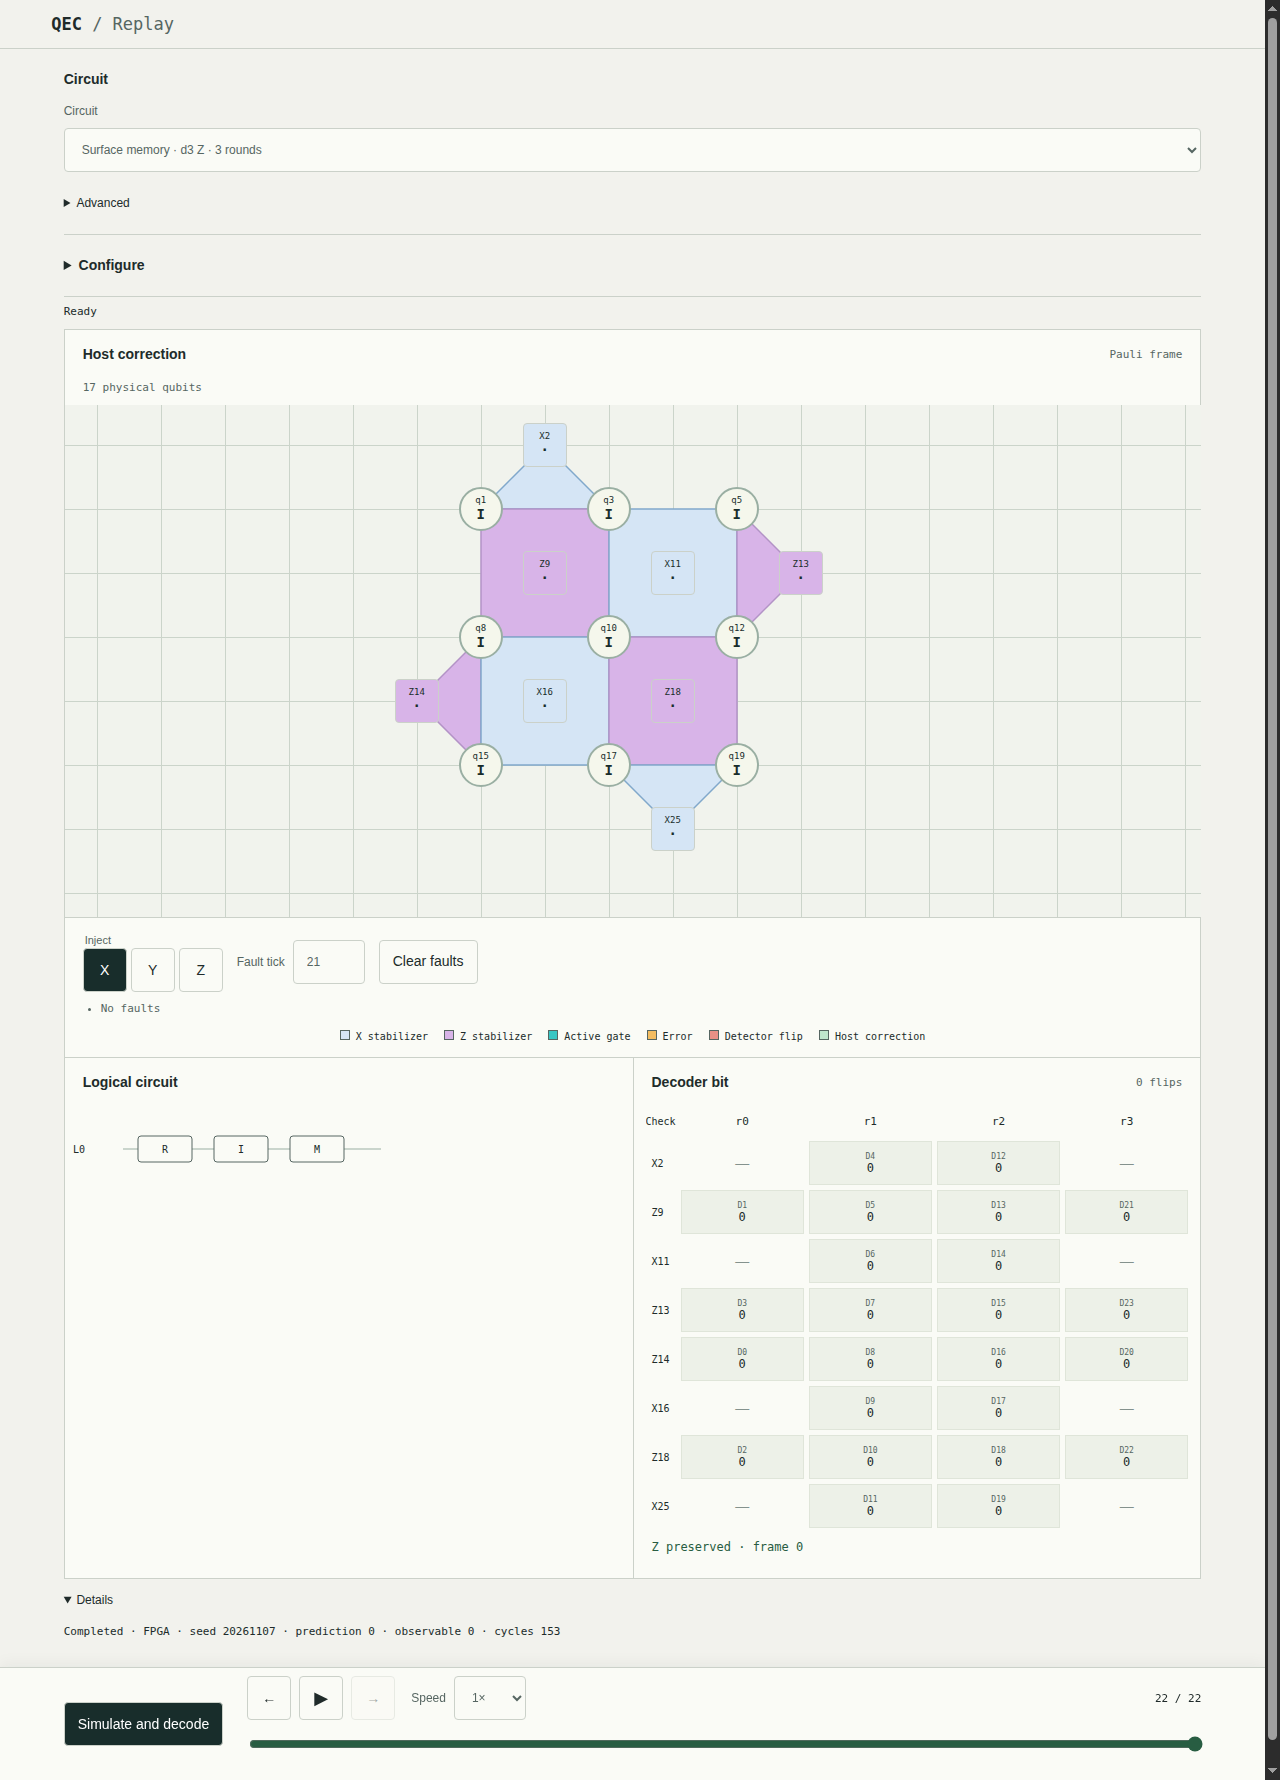 QEC / Replay
Circuit
Circuit
Surface memory · d3 Z · 3 rounds
▶ Advanced
▶ Configure
Ready
Host correction
Pauli frame
17 physical qubits
X2
·
q1 q3 q5
I I I
Z9 X11 Z13
· · ·
q8 q10 q12
I I I
Z14 X16 Z18
· · ·
q15 q17 q19
I I I
X25
·
Inject
X Y Z Fault tick 21 Clear faults
• No faults
X stabilizer Z stabilizer Active gate Error Detector flip Host correction
Logical circuit
L0 R I M
Decoder bit 0 flips
Check r0 r1 r2 r3
D4 D12
X2 — 0 0 —
D1 D5 D13 D21
Z9 0 0 0 0
D6 D14
X11 — 0 0 —
D3 D7 D15 D23
Z13 0 0 0 0
D0 D8 D16 D20
Z14 0 0 0 0
D9 D17
X16 — 0 0 —
D2 D10 D18 D22
Z18 0 0 0 0
D11 D19
X25 — 0 0 —
Z preserved · frame 0
▼ Details
Completed · FPGA · seed 20261107 · prediction 0 · observable 0 · cycles 153
Simulate and decode
← ▶ → Speed 1× 22 / 22